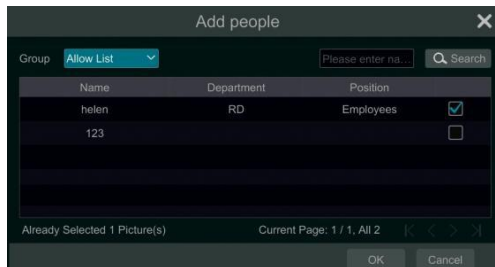 Add people
Group Allow List Please enter na... Search
Name Department Position
helen RD Employees
123
Already Selected 1 Picture(s) Current Page: 1 / 1, All 2
OK Cancel